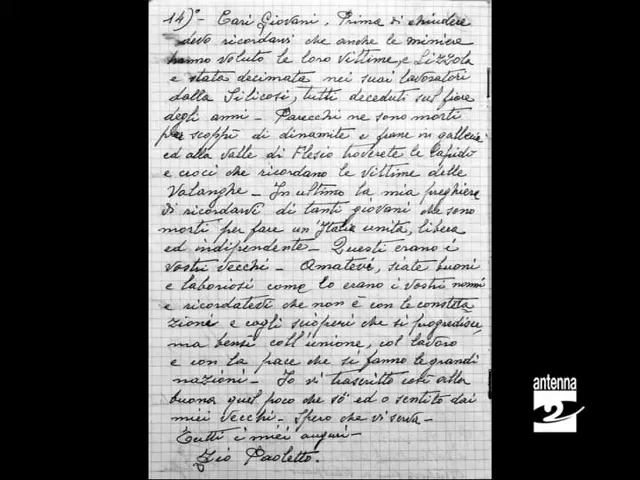 14)°- Cari Giovani, Prima di chiudere
devo ricordarvi che anche le miniere
hanno voluto le loro vittime, e Lizzola
e stata decimata nei suoi lavoratori
dalla Silicosi, tutti deceduti sul fiore
degli anni - Parecchi ne sono morti
per scoppi di dinamite e frane in gallerie
ed alla valle di Flesio troverete le lapidi
e croci che ricordano le vittime delle
Valanghe - In ultimo la mia preghiera
di ricordarvi di tanti giovani che sono
morti per fare un'Italia unita, libera
ed indipendente - Questi erano i
vostri vecchi - Amatevi, siate buoni
e laboriosi come lo erano i vostri nonni
e ricordatevi che non è con le contesta
zioni e cogli scioperi che si progredisce
ma bensì coll'unione, col lavoro
e con la pace che si fanno le grandi
nazioni - Io vi trascritto così alla
buona quel poco che sò ed o sentito dai
miei vecchi - Spero che vi serva -
Tutti i miei auguri -
Zio Paoletto.
antenna
2